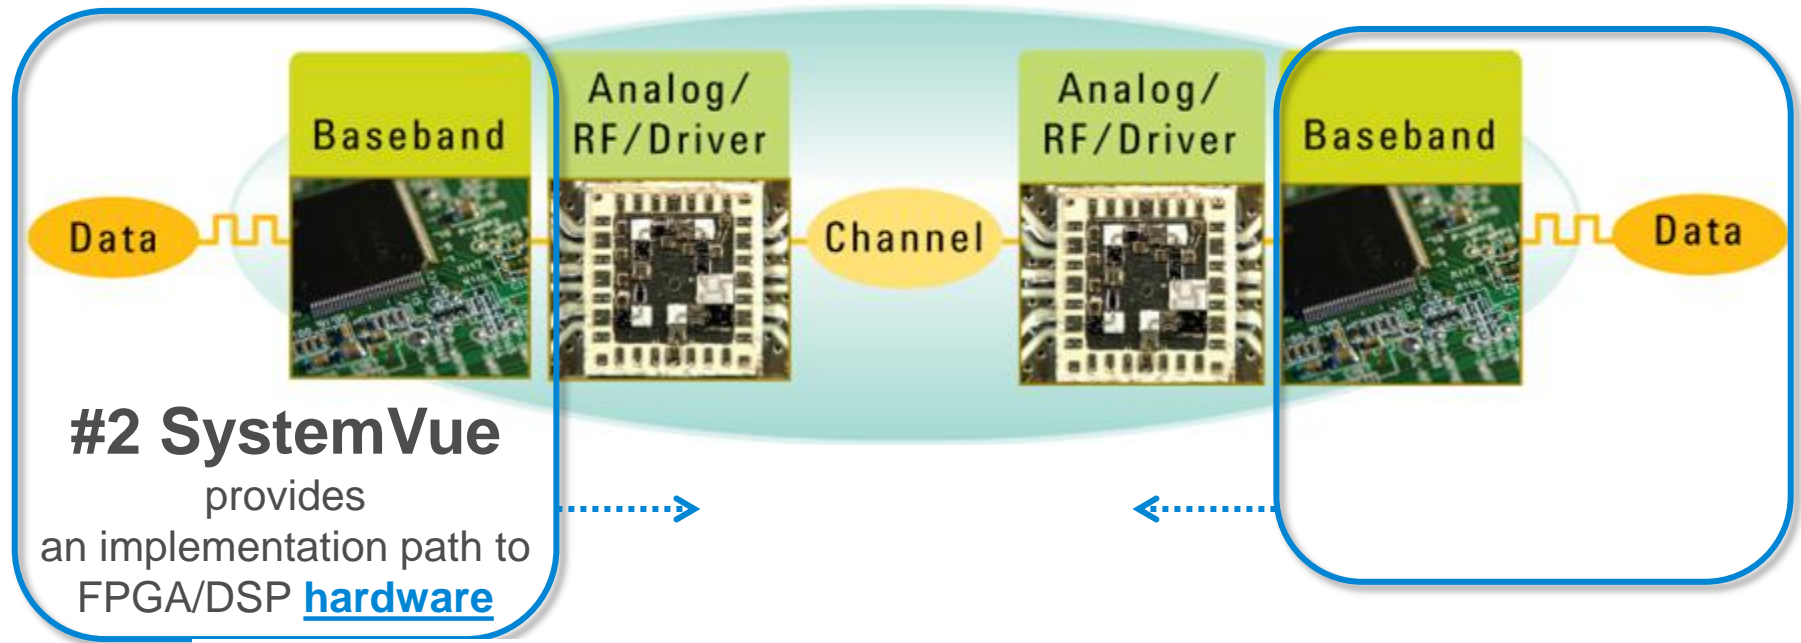 Data
Baseband
Analog/
RF/Driver
Channel
Analog/
RF/Driver
Baseband
Data
#2 SystemVue
provides
an implementation path to
FPGA/DSP hardware